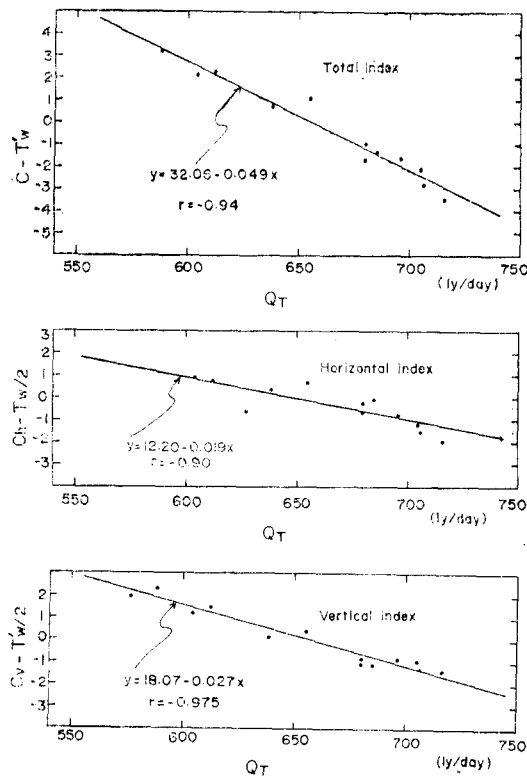 4
3
2
1
0
-1
-2
-3
-4
-5
C - T'w
Total index
y=32.06-0.049x
r=-0.94
550 600 650 700 750
QT (ly/day)
3
2
1
0
-1
-2
-3
Ch - Tw/2
Horizontal index
y=12.20-0.019x
r=-0.90
550 600 650 700 750
QT (ly/day)
2
1
0
-1
-2
-3
Cv - T'w/2
Vertical index
y=18.07-0.027x
r=-0.975
550 600 650 700 750
QT (ly/day)